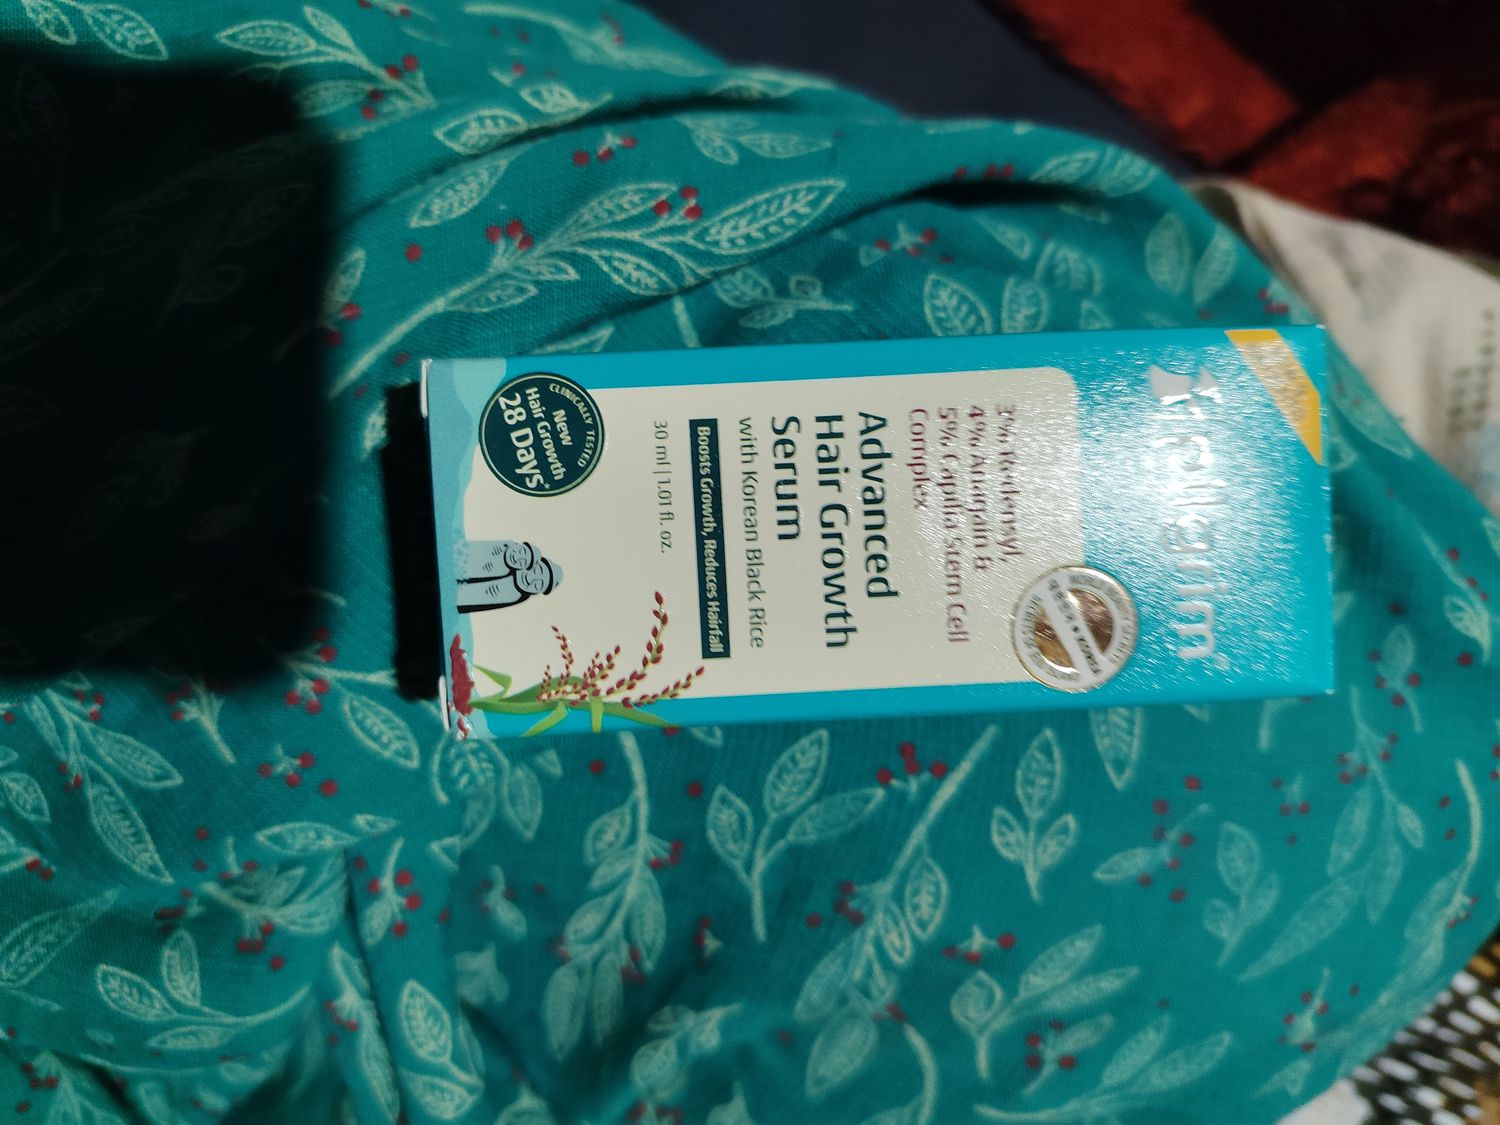 pilgrim
3% Redensyl,
4% Anagain &
5% Capilia Stem Cell
Complex
Advanced
Hair Growth
Serum
with Korean Black Rice
Boosts Growth, Reduces Hairfall
30 ml | 1.01 fl. oz.
CLINICALLY TESTED
New
Hair Growth
28 Days*